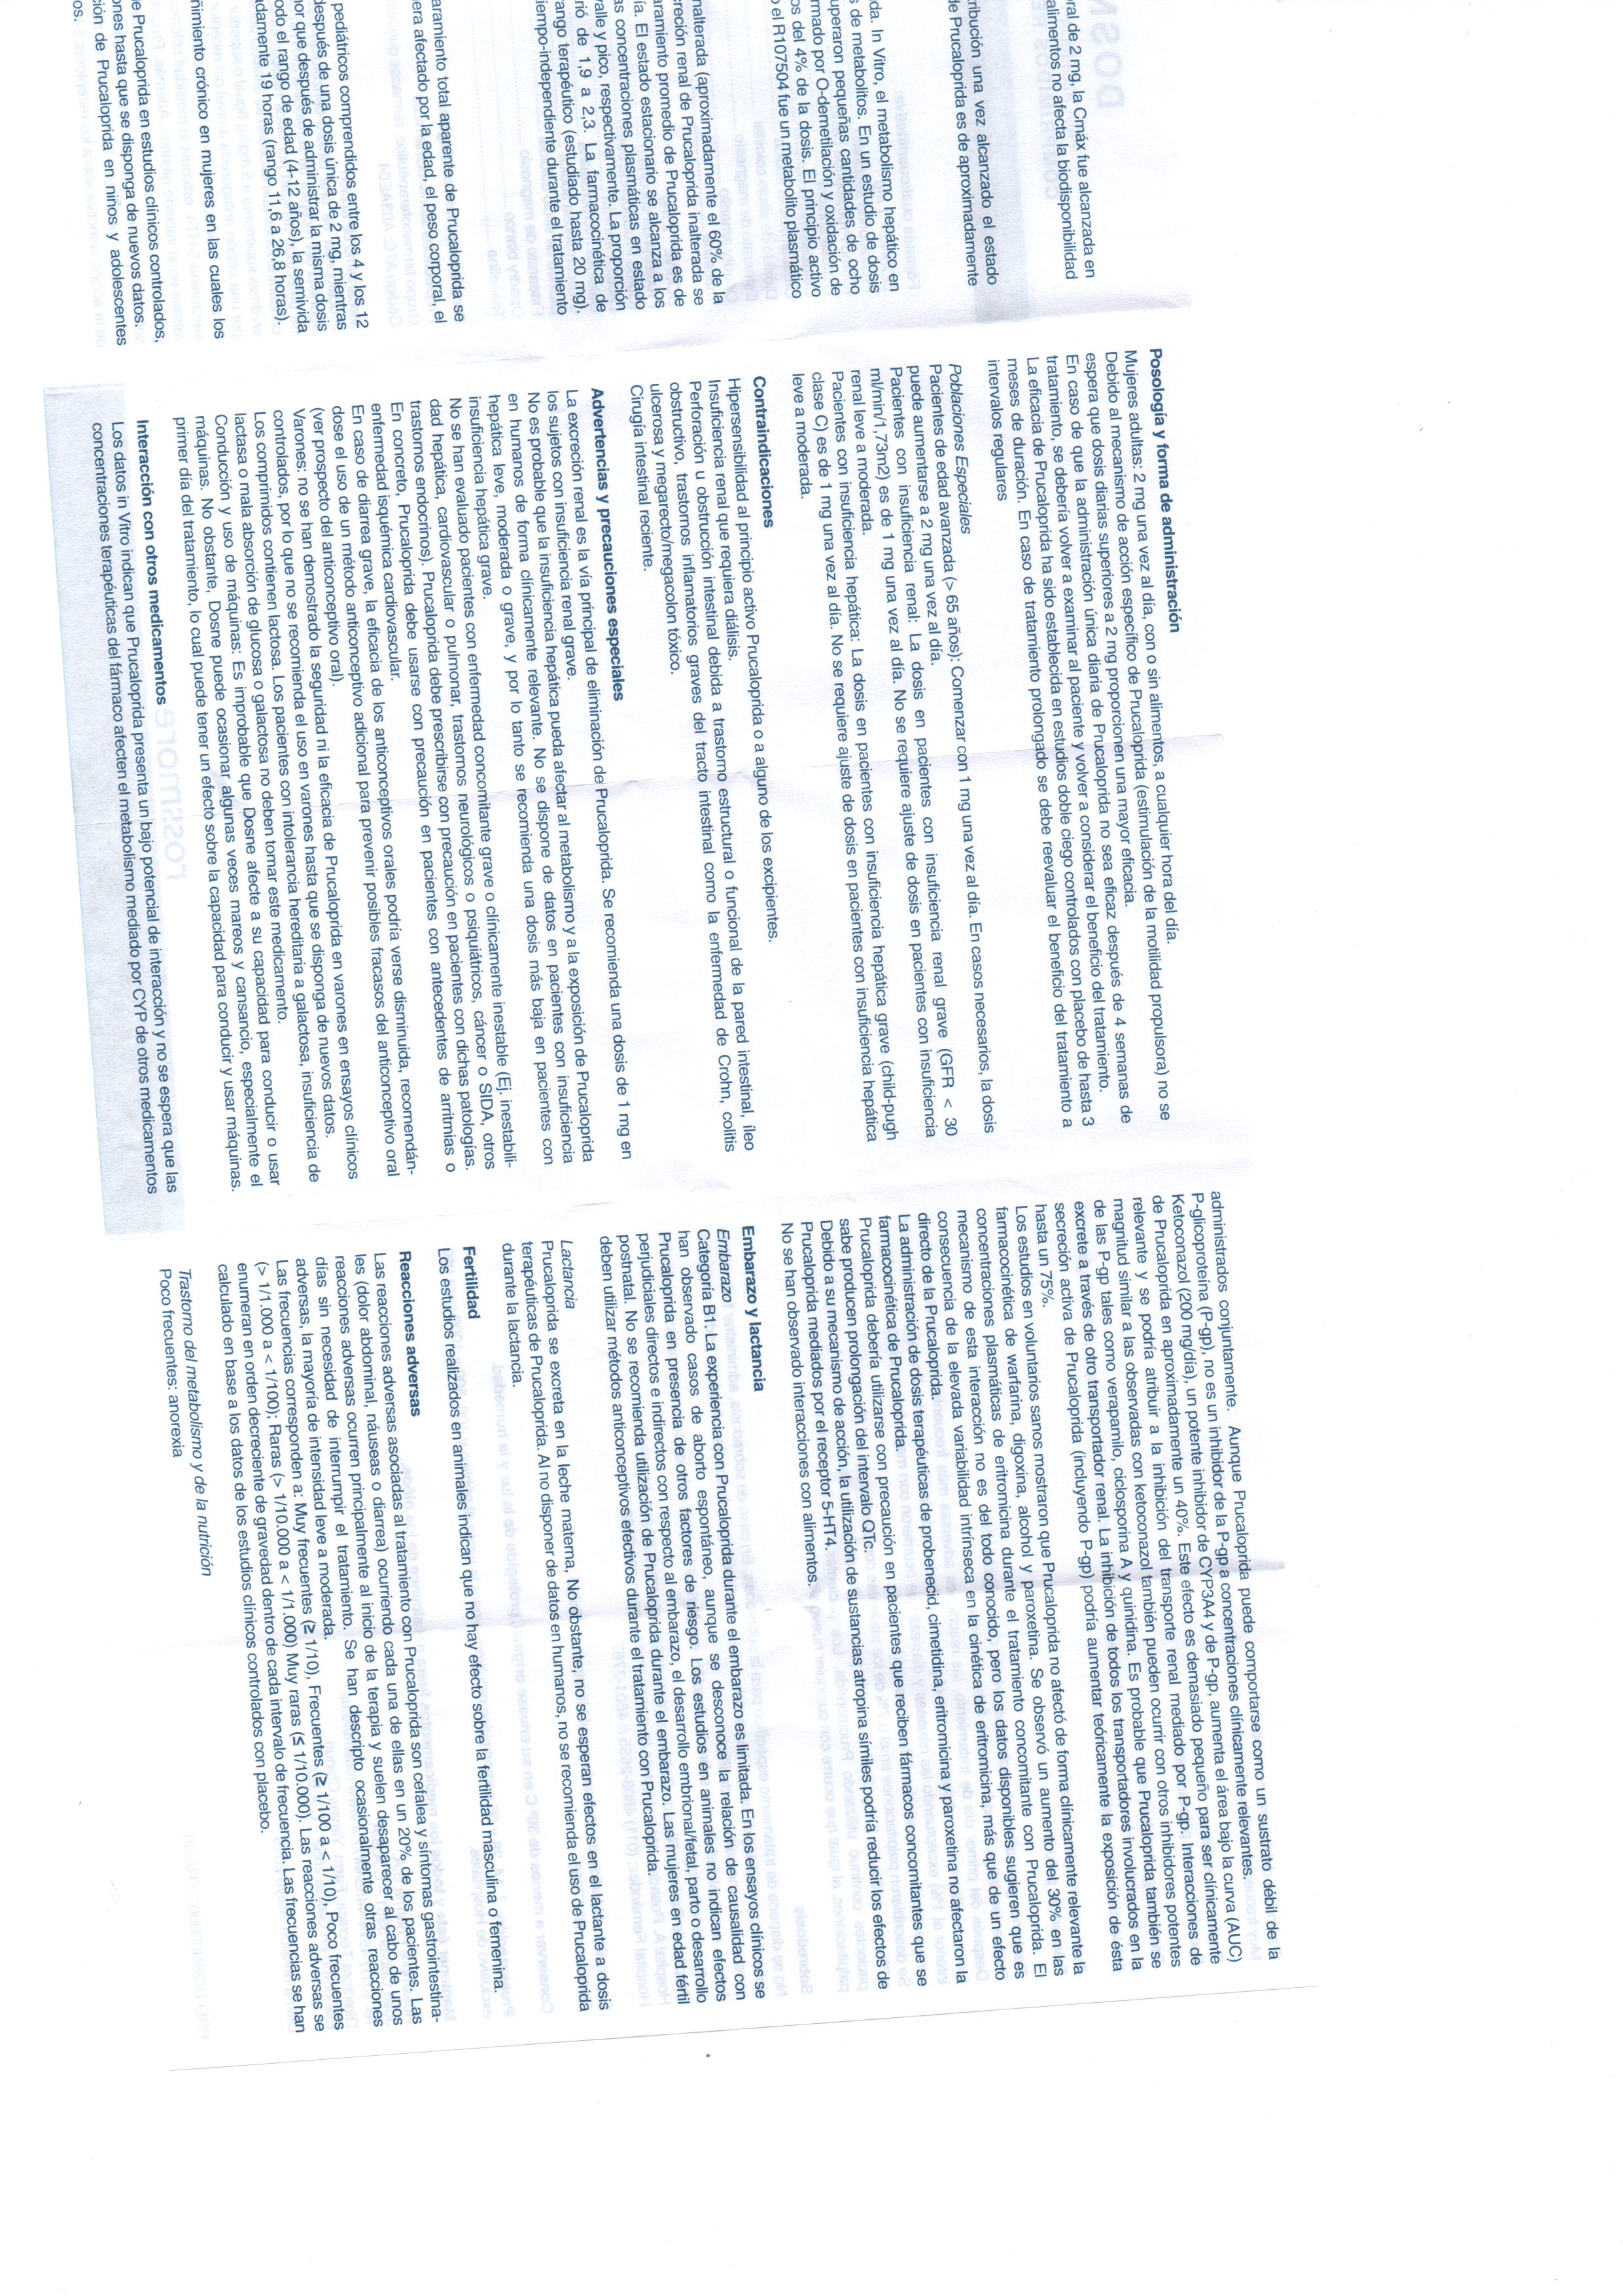 oral de 2 mg, la Cmáx fue alcanzada en
alimentos no afecta la biodisponibilidad
tribución una vez alcanzado el estado
de Prucaloprida es de aproximadamente
da. In Vitro, el metabolismo hepático en
s de metabolitos. En un estudio de dosis
uperaron pequeñas cantidades de ocho
rmado por O-demetilación y oxidación de
os del 4% de la dosis. El principio activo
o el R107504 fue un metabolito plasmático
nalterada (aproximadamente el 60% de la
creción renal de Prucaloprida inalterada se
aramiento promedio de Prucaloprida es de
ía. El estado estacionario se alcanza a los
as concentraciones plasmáticas en estado
valle y pico, respectivamente. La proporción
rió de 1,9 a 2,3. La farmacocinética de
rango terapéutico (estudiado hasta 20 mg).
iempo-independiente durante el tratamiento
aramiento total aparente de Prucaloprida se
era afectado por la edad, el peso corporal, el
pediátricos comprendidos entre los 4 y los 12
después de una dosis única de 2 mg, mientras
nor que después de administrar la misma dosis
odo el rango de edad (4-12 años), la semivida
damente 19 horas (rango 11,6 a 26,8 horas).
ñimiento crónico en mujeres en las cuales los
e Prucaloprida en estudios clínicos controlados,
ones hasta que se disponga de nuevos datos.
ción de Prucaloprida en niños y adolescentes
os.
Posología y forma de administración
Mujeres adultas: 2 mg una vez al día, con o sin alimentos, a cualquier hora del día.
Debido al mecanismo de acción específico de Prucaloprida (estimulación de la motilidad propulsora) no se
espera que dosis diarias superiores a 2 mg proporcionen una mayor eficacia.
En caso de que la administración única diaria de Prucaloprida no sea eficaz después de 4 semanas de
tratamiento, se debería volver a examinar al paciente y volver a considerar el beneficio del tratamiento.
La eficacia de Prucaloprida ha sido establecida en estudios doble ciego controlados con placebo de hasta 3
meses de duración. En caso de tratamiento prolongado se debe reevaluar el beneficio del tratamiento a
intervalos regulares
Poblaciones Especiales
Pacientes de edad avanzada (> 65 años): Comenzar con 1 mg una vez al día. En casos necesarios, la dosis
puede aumentarse a 2 mg una vez al día.
Pacientes con insuficiencia renal: La dosis en pacientes con insuficiencia renal grave (GFR < 30
ml/min/1,73m2) es de 1 mg una vez al día. No se requiere ajuste de dosis en pacientes con insuficiencia
renal leve a moderada.
Pacientes con insuficiencia hepática: La dosis en pacientes con insuficiencia hepática grave (child-pugh
clase C) es de 1 mg una vez al día. No se requiere ajuste de dosis en pacientes con insuficiencia hepática
leve a moderada.
Contraindicaciones
Hipersensibilidad al principio activo Prucaloprida o a alguno de los excipientes.
Insuficiencia renal que requiera diálisis.
Perforación u obstrucción intestinal debida a trastorno estructural o funcional de la pared intestinal, íleo
obstructivo, trastornos inflamatorios graves del tracto intestinal como la enfermedad de Crohn, colitis
ulcerosa y megarecto/megacolon tóxico.
Cirugía intestinal reciente.
Advertencias y precauciones especiales
La excreción renal es la vía principal de eliminación de Prucaloprida. Se recomienda una dosis de 1 mg en
los sujetos con insuficiencia renal grave.
No es probable que la insuficiencia hepática pueda afectar al metabolismo y a la exposición de Prucaloprida
en humanos de forma clínicamente relevante. No se dispone de datos en pacientes con insuficiencia
hepática leve, moderada o grave, y por lo tanto se recomienda una dosis más baja en pacientes con
insuficiencia hepática grave.
No se han evaluado pacientes con enfermedad concomitante grave o clínicamente inestable (Ej. inestabili-
dad hepática, cardiovascular o pulmonar, trastornos neurológicos o psiquiátricos, cáncer o SIDA, otros
trastornos endocrinos). Prucaloprida debe prescribirse con precaución en pacientes con dichas patologías.
En concreto, Prucaloprida debe usarse con precaución en pacientes con antecedentes de arritmias o
enfermedad isquémica cardiovascular.
En caso de diarrea grave, la eficacia de los anticonceptivos orales podría verse disminuida, recomendán-
dose el uso de un método anticonceptivo adicional para prevenir posibles fracasos del anticonceptivo oral
(ver prospecto del anticonceptivo oral).
Varones: no se han demostrado la seguridad ni la eficacia de Prucaloprida en varones en ensayos clínicos
controlados, por lo que no se recomienda el uso en varones hasta que se disponga de nuevos datos.
Los comprimidos contienen lactosa. Los pacientes con intolerancia hereditaria a galactosa, insuficiencia de
lactasa o mala absorción de glucosa o galactosa no deben tomar este medicamento.
Conducción y uso de máquinas: Es improbable que Dosne afecte a su capacidad para conducir o usar
máquinas. No obstante, Dosne puede ocasionar algunas veces mareos y cansancio, especialmente el
primer día del tratamiento, lo cual puede tener un efecto sobre la capacidad para conducir y usar máquinas.
Interacción con otros medicamentos
Los datos in Vitro indican que Prucaloprida presenta un bajo potencial de interacción y no se espera que las
concentraciones terapéuticas del fármaco afecten el metabolismo mediado por CYP de otros medicamentos
administrados conjuntamente. Aunque Prucaloprida puede comportarse como un sustrato débil de la
P-glicoproteína (P-gp), no es un inhibidor de la P-gp a concentraciones clínicamente relevantes.
Ketoconazol (200 mg/día), un potente inhibidor de CYP3A4 y de P-gp, aumenta el área bajo la curva (AUC)
de Prucaloprida en aproximadamente un 40%. Este efecto es demasiado pequeño para ser clínicamente
relevante y se podría atribuir a la inhibición del transporte renal mediado por P-gp. Interacciones de
magnitud similar a las observadas con ketoconazol también pueden ocurrir con otros inhibidores potentes
de las P-gp tales como verapamilo, ciclosporina A y quinidina. Es probable que Prucaloprida también se
excrete a través de otro transportador renal. La inhibición de todos los transportadores involucrados en la
secreción activa de Prucaloprida (incluyendo P-gp) podría aumentar teóricamente la exposición de ésta
hasta un 75%.
Los estudios en voluntarios sanos mostraron que Prucaloprida no afectó de forma clínicamente relevante la
farmacocinética de warfarina, digoxina, alcohol y paroxetina. Se observó un aumento del 30% en las
concentraciones plasmáticas de eritromicina durante el tratamiento concomitante con Prucaloprida. El
mecanismo de esta interacción no es del todo conocido, pero los datos disponibles sugieren que es
consecuencia de la elevada variabilidad intrínseca en la cinética de eritromicina, más que de un efecto
directo de la Prucaloprida.
La administración de dosis terapéuticas de probenecid, cimetidina, eritromicina y paroxetina no afectaron la
farmacocinética de Prucaloprida.
Prucaloprida debería utilizarse con precaución en pacientes que reciben fármacos concomitantes que se
sabe producen prolongación del intervalo QTc.
Debido a su mecanismo de acción, la utilización de sustancias atropina símiles podría reducir los efectos de
Prucaloprida mediados por el receptor 5-HT4.
No se han observado interacciones con alimentos.
Embarazo y lactancia
Embarazo
Categoría B1. La experiencia con Prucaloprida durante el embarazo es limitada. En los ensayos clínicos se
han observado casos de aborto espontáneo, aunque se desconoce la relación de causalidad con
Prucaloprida en presencia de otros factores de riesgo. Los estudios en animales no indican efectos
perjudiciales directos e indirectos con respecto al embarazo, el desarrollo embrional/fetal, parto o desarrollo
postnatal. No se recomienda utilización de Prucaloprida durante el embarazo. Las mujeres en edad fértil
deben utilizar métodos anticonceptivos efectivos durante el tratamiento con Prucaloprida.
Lactancia
Prucaloprida se excreta en la leche materna, No obstante, no se esperan efectos en el lactante a dosis
terapéuticas de Prucaloprida. Al no disponer de datos en humanos, no se recomienda el uso de Prucaloprida
durante la lactancia.
Fertilidad
Los estudios realizados en animales indican que no hay efecto sobre la fertilidad masculina o femenina.
Reacciones adversas
Las reacciones adversas asociadas al tratamiento con Prucaloprida son cefalea y síntomas gastrointestina-
les (dolor abdominal, náuseas o diarrea) ocurriendo cada una de ellas en un 20% de los pacientes. Las
reacciones adversas ocurren principalmente al inicio de la terapia y suelen desaparecer al cabo de unos
días sin necesidad de interrumpir el tratamiento. Se han descripto ocasionalmente otras reacciones
adversas, la mayoría de intensidad leve a moderada.
Las frecuencias corresponden a: Muy frecuentes (≥ 1/10), Frecuentes (≥ 1/100 a < 1/10), Poco frecuentes
(> 1/1.000 a < 1/100); Raras (> 1/10.000 a < 1/1.000) Muy raras (≤ 1/10.000). Las reacciones adversas se
enumeran en orden decreciente de gravedad dentro de cada intervalo de frecuencia. Las frecuencias se han
calculado en base a los datos de los estudios clínicos controlados con placebo.
Trastorno del metabolismo y de la nutrición
Poco frecuentes: anorexia